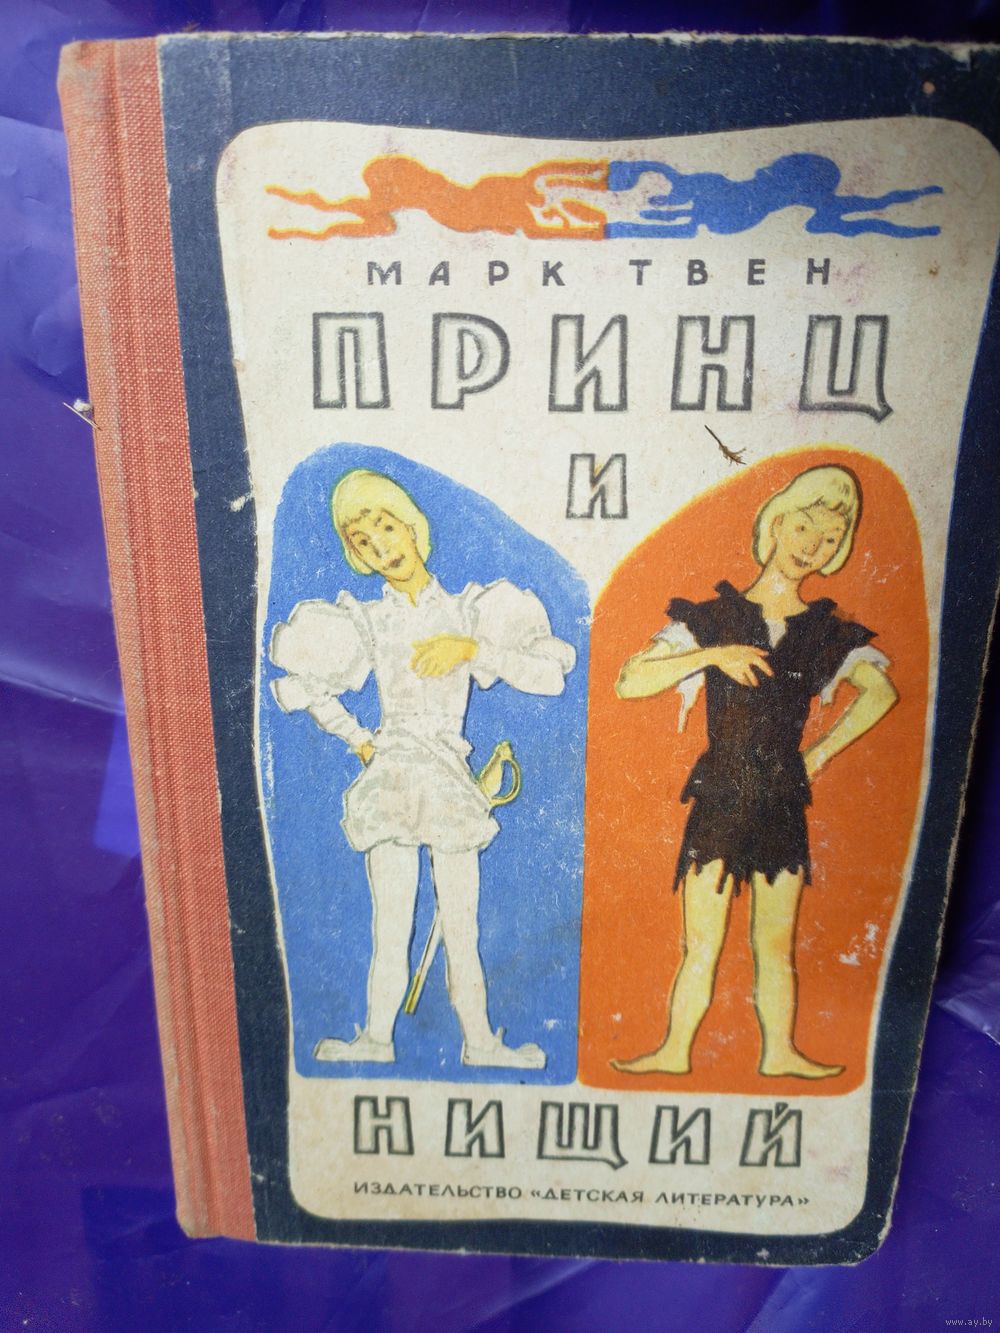 МАРК ТВЕН
ПРИНЦ
И
НИЩИЙ
ИЗДАТЕЛЬСТВО «ДЕТСКАЯ ЛИТЕРАТУРА»
www.ay.by